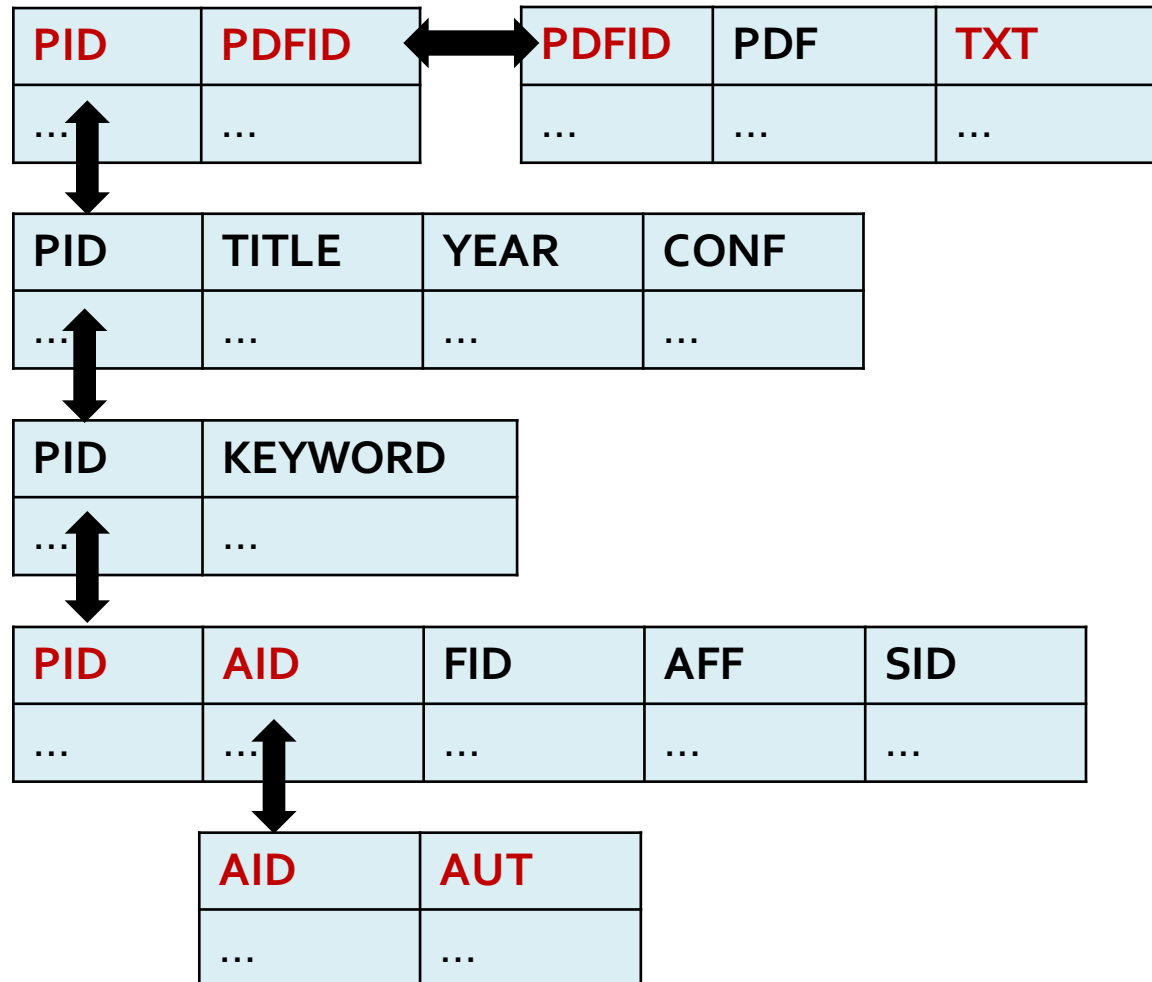 PID PDFID PDFID PDF TXT
... ... ... ... ...
PID TITLE YEAR CONF
... ... ... ...
PID KEYWORD
... ...
PID AID FID AFF SID
... ... ... ... ...
AID AUT
... ...